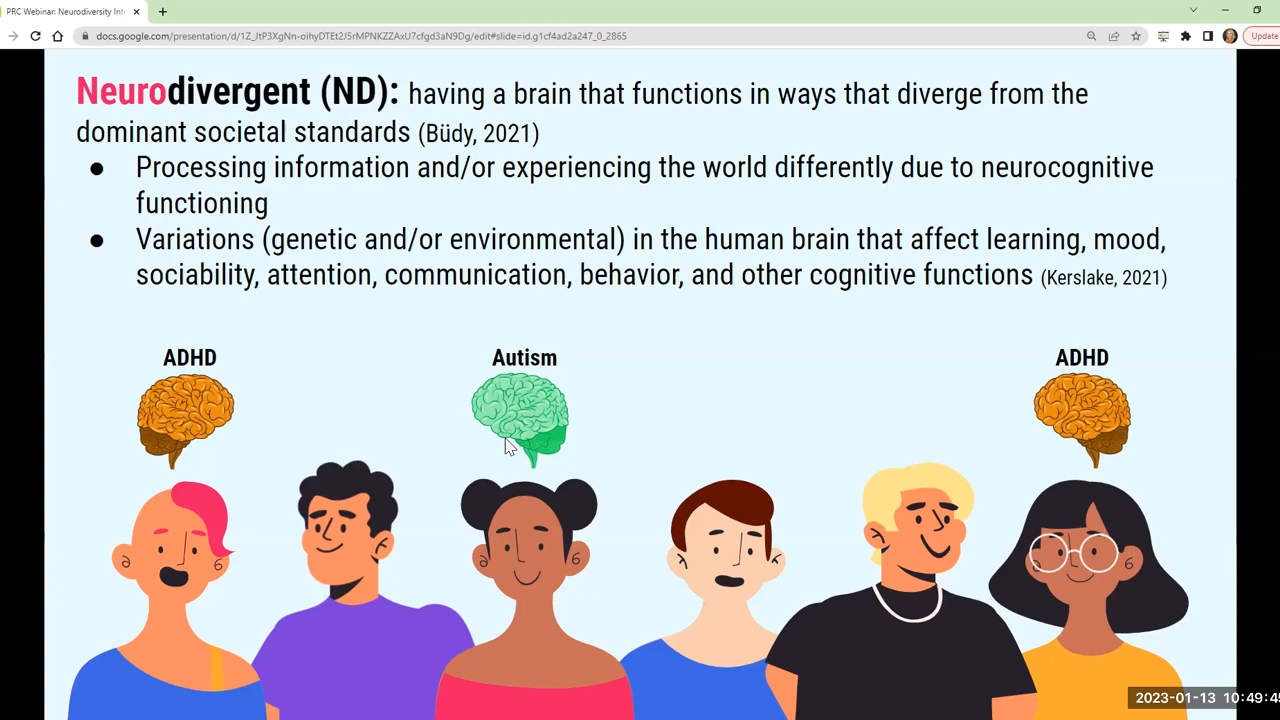 PRC Webinar: Neurodiversity Int
docs.google.com/presentation/d/1Z_JtP3XgNn-oihyDTEt2J5rMPNKZZAxU7cfgd3aN9Dg/edit#slide=id.g1cf4ad2a247_0_2865
Update
Neurodivergent (ND): having a brain that functions in ways that diverge from the
dominant societal standards (Büdy, 2021)
● Processing information and/or experiencing the world differently due to neurocognitive
functioning
● Variations (genetic and/or environmental) in the human brain that affect learning, mood,
sociability, attention, communication, behavior, and other cognitive functions (Kerslake, 2021)
ADHD
Autism
ADHD
2023-01-13 10:49:45